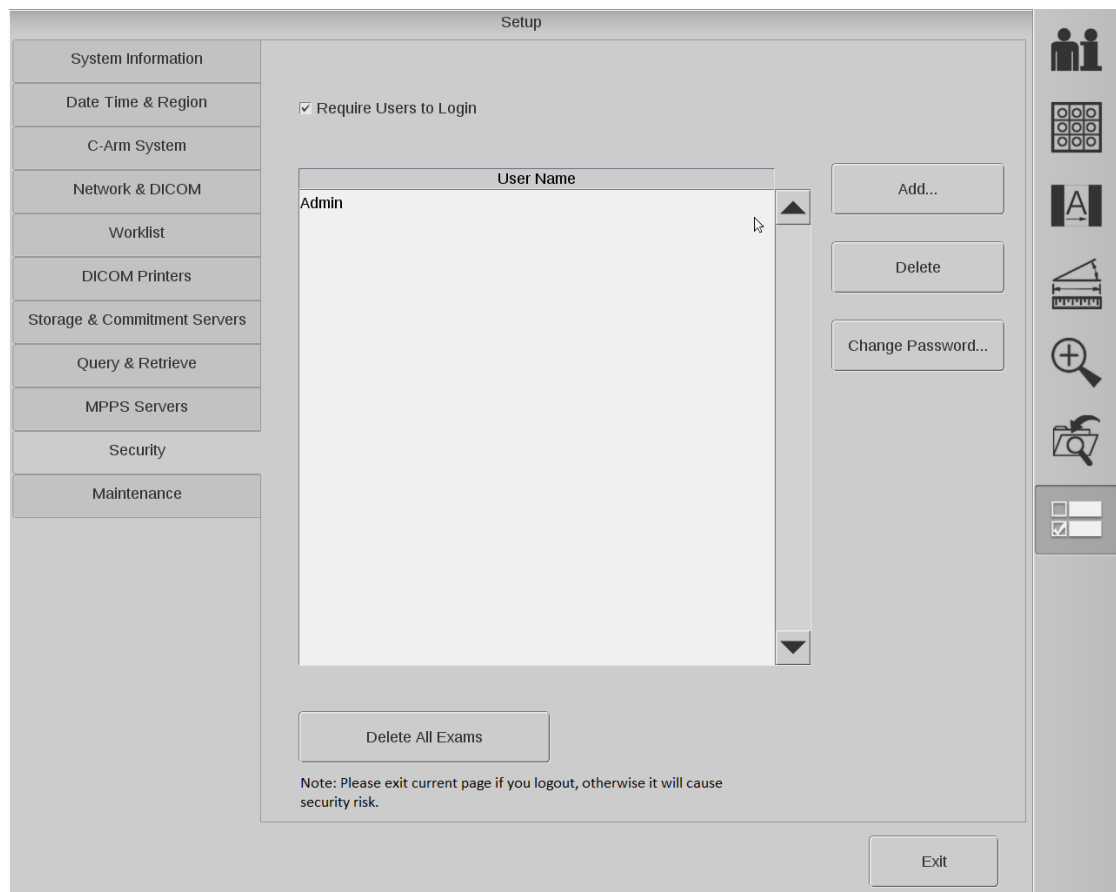 Setup
System Information
Date Time & Region
C-Arm System
Network & DICOM
Worklist
DICOM Printers
Storage & Commitment Servers
Query & Retrieve
MPPS Servers
Security
Maintenance
Require Users to Login
User Name
Admin
Add...
Delete
Change Password...
Delete All Exams
Note: Please exit current page if you logout, otherwise it will cause
security risk.
Exit
A